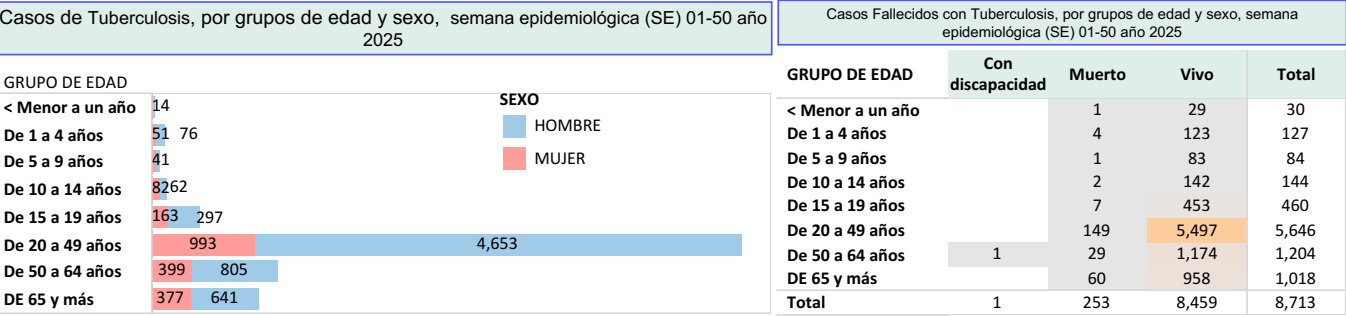 Casos de Tuberculosis, por grupos de edad y sexo, semana epidemiológica (SE) 01-50 año
2025
GRUPO DE EDAD
SEXO
HOMBRE
MUJER
< Menor a un año 14
De 1 a 4 años 51 76
De 5 a 9 años 41
De 10 a 14 años 82 62
De 15 a 19 años 163 297
De 20 a 49 años 993 4,653
De 50 a 64 años 399 805
DE 65 y más 377 641
Casos Fallecidos con Tuberculosis, por grupos de edad y sexo, semana
epidemiológica (SE) 01-50 año 2025
GRUPO DE EDAD Con discapacidad Muerto Vivo Total
< Menor a un año 1 29 30
De 1 a 4 años 4 123 127
De 5 a 9 años 1 83 84
De 10 a 14 años 2 142 144
De 15 a 19 años 7 453 460
De 20 a 49 años 149 5,497 5,646
De 50 a 64 años 1 29 1,174 1,204
DE 65 y más 60 958 1,018
Total 1 253 8,459 8,713